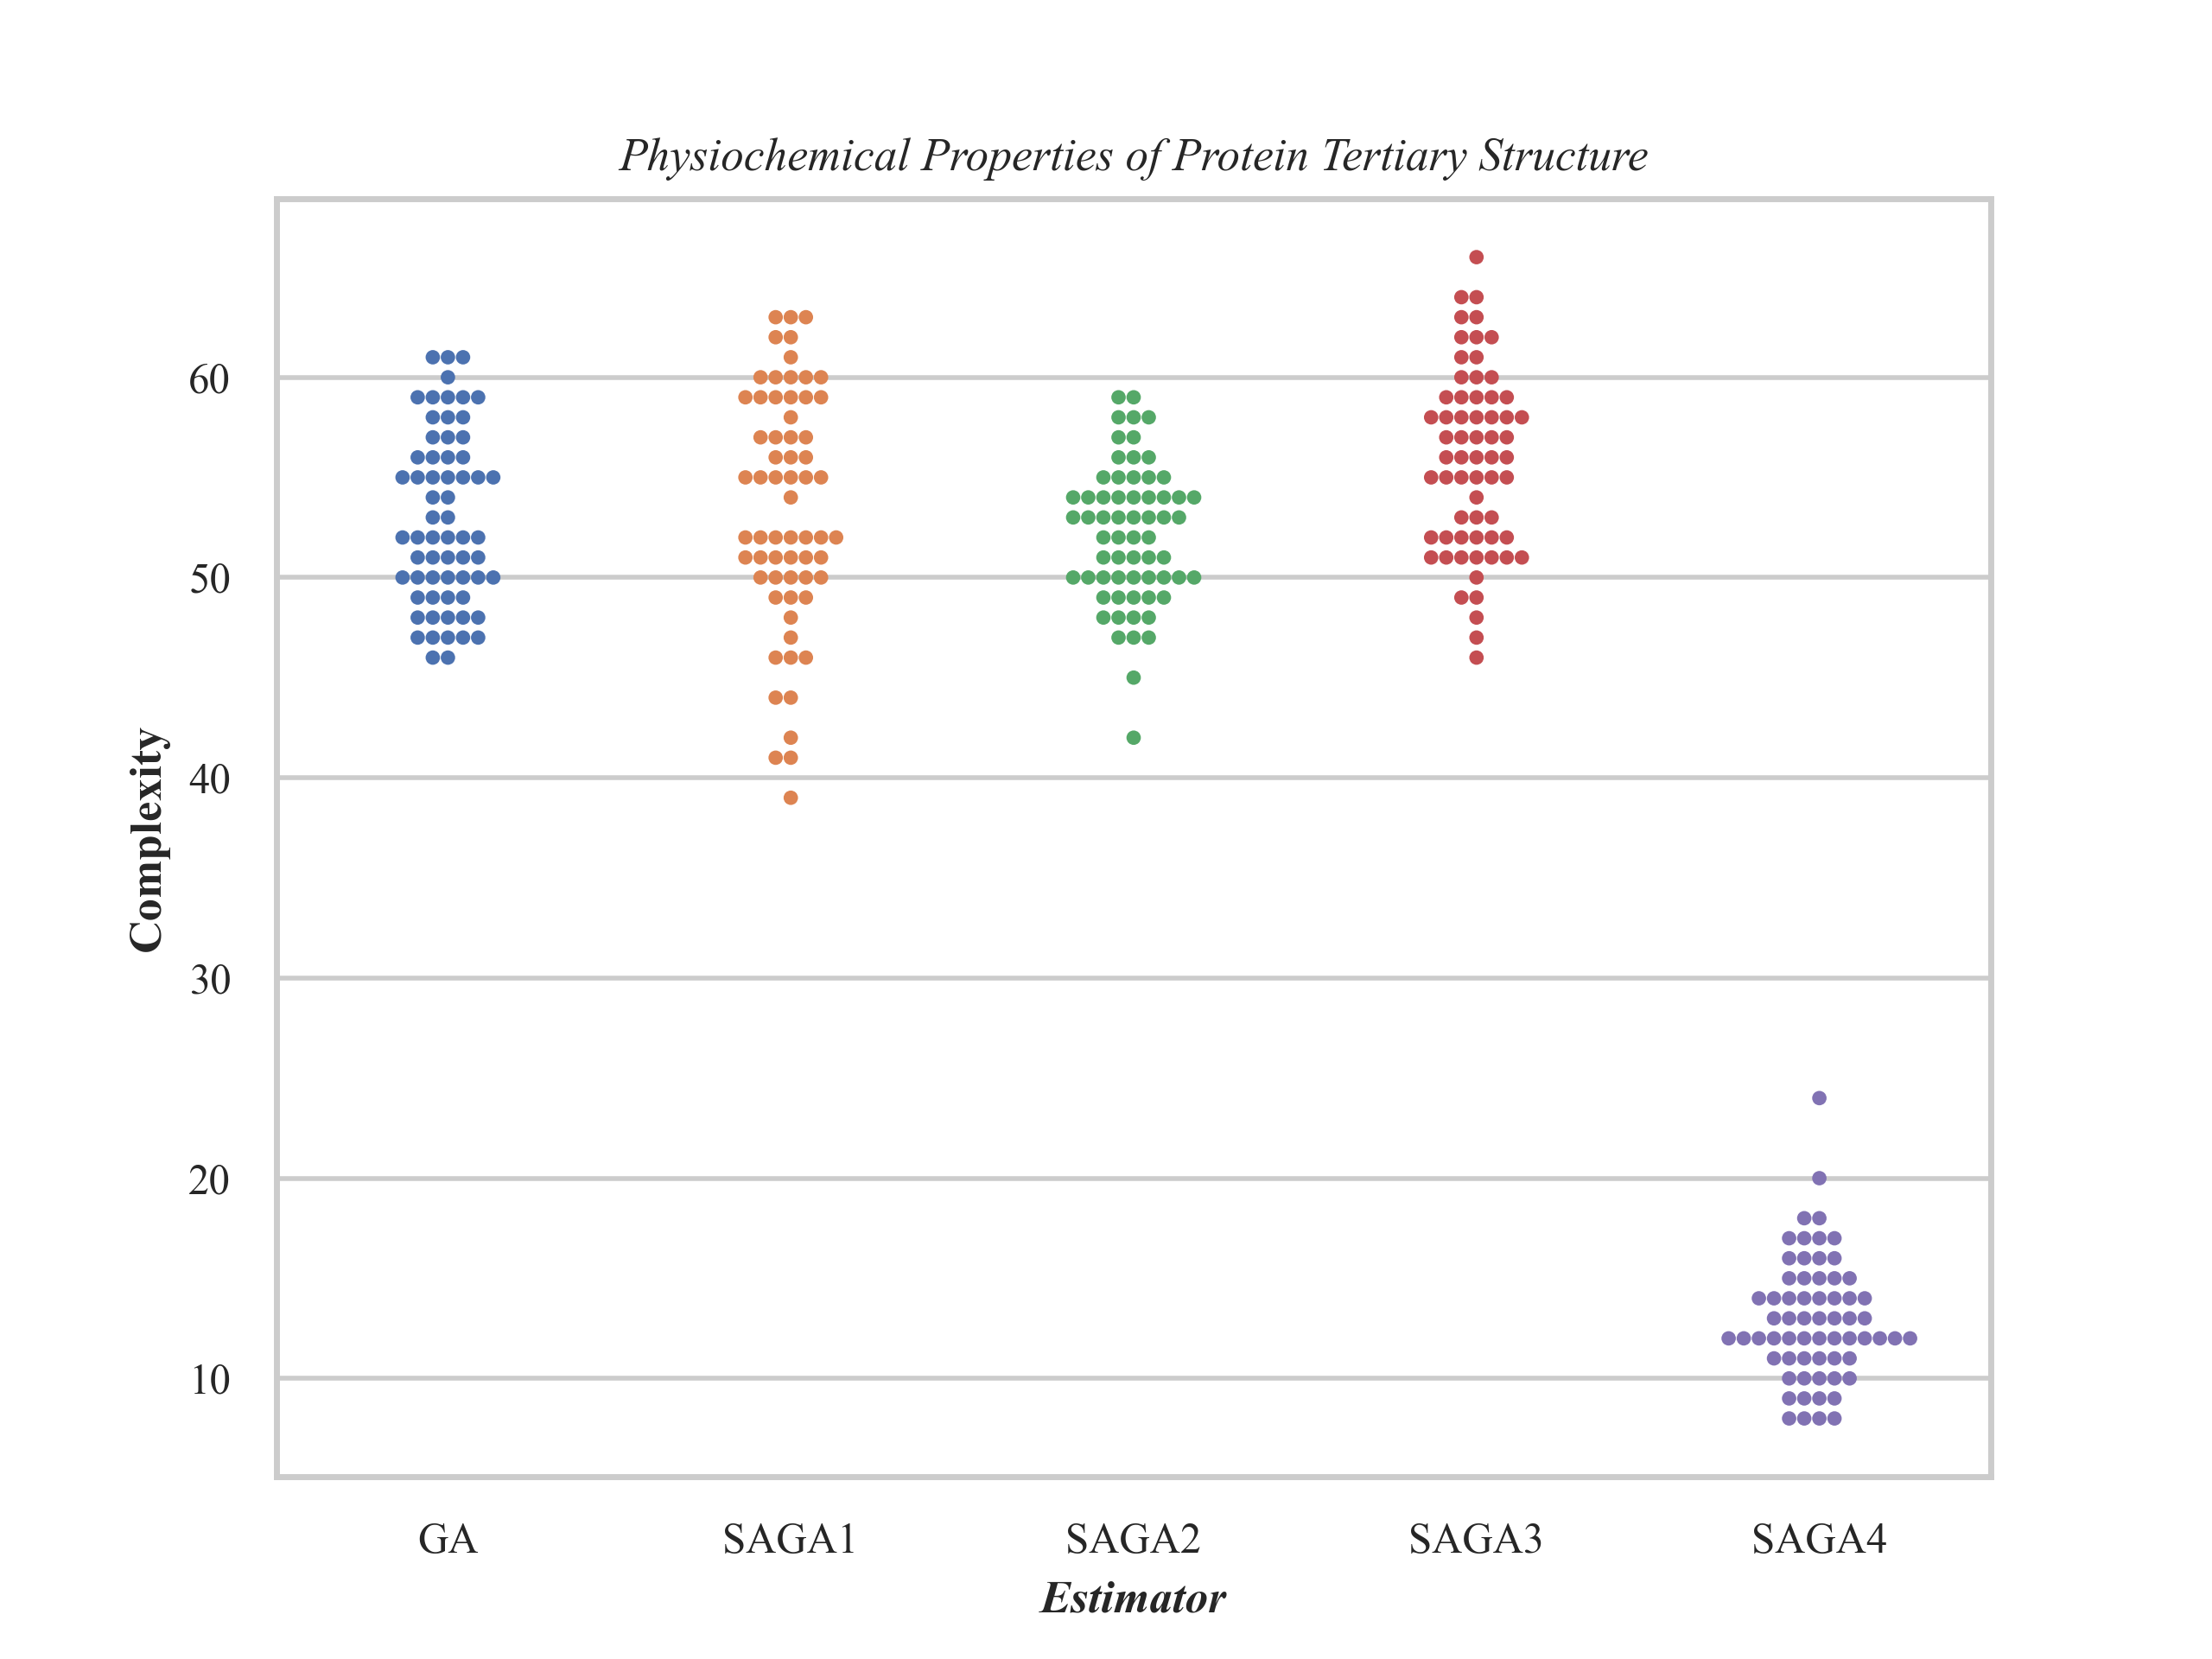 Physiochemical Properties of Protein Tertiary Structure
Complexity
60
50
40
30
20
10
GA SAGA1 SAGA2 SAGA3 SAGA4
Estimator